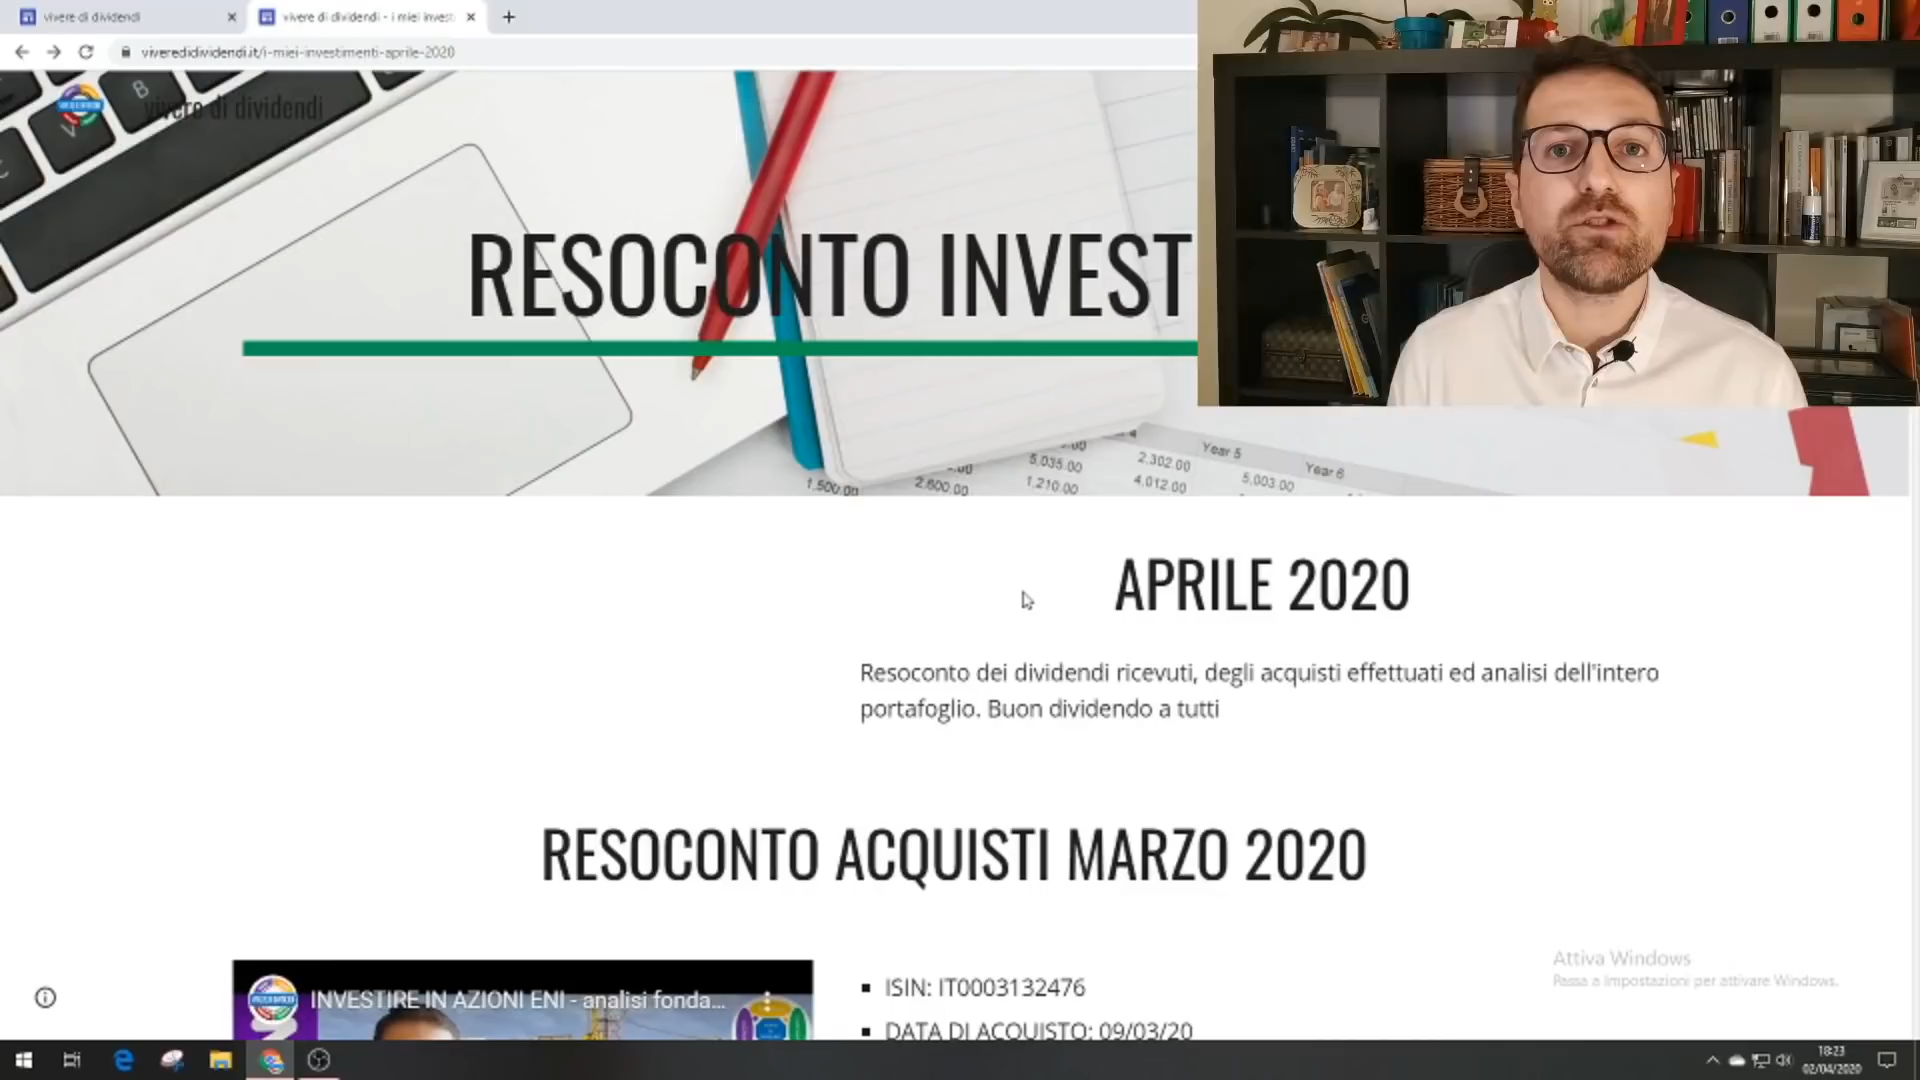 vivere di dividendi
vivere di dividendi - i miei invest
viveredidividendi.it/i-miei-investimenti-aprile-2020
B
V
C
vivere di dividendi
RESOCONTO INVEST
Year 5
Year 6
5,035.00
2,302.00
1,500.00
2,600.00
1,210.00
4,012.00
5,003.00
APRILE 2020
Resoconto dei dividendi ricevuti, degli acquisti effettuati ed analisi dell'intero
portafoglio. Buon dividendo a tutti
RESOCONTO ACQUISTI MARZO 2020
INVESTIRE IN AZIONI ENI - analisi fonda...
ISIN: IT0003132476
DATA DI ACQUISTO: 09/03/20
Attiva Windows
Passa a Impostazioni per attivare Windows.
18:23
02/04/2020